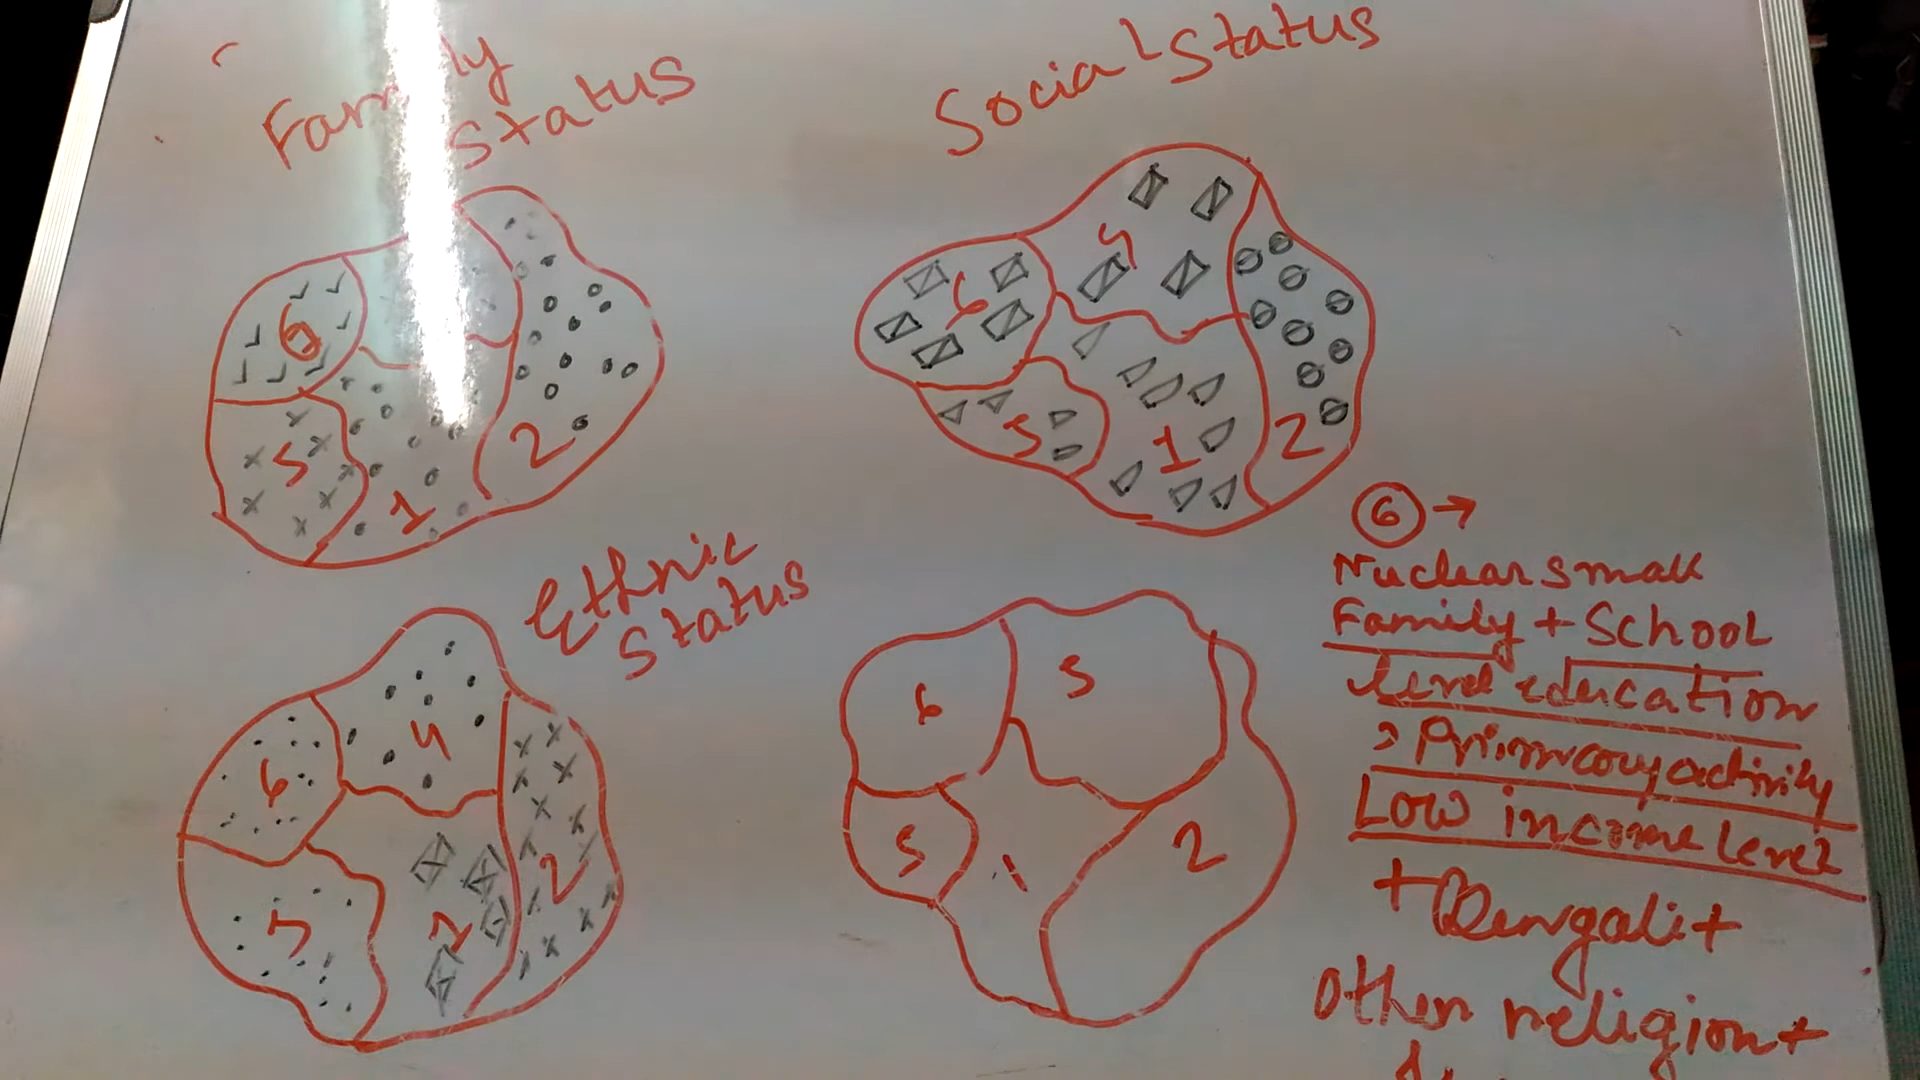 Family
Status
Social Status
6
5
1
2
6
4
5
1
2
Ethnic
Status
6
4
5
1
2
6
5
5
1
2
6 →
Nuclear small
Family + School
level education
, Primary activity
Low income level
+ Bengali +
Other religion +